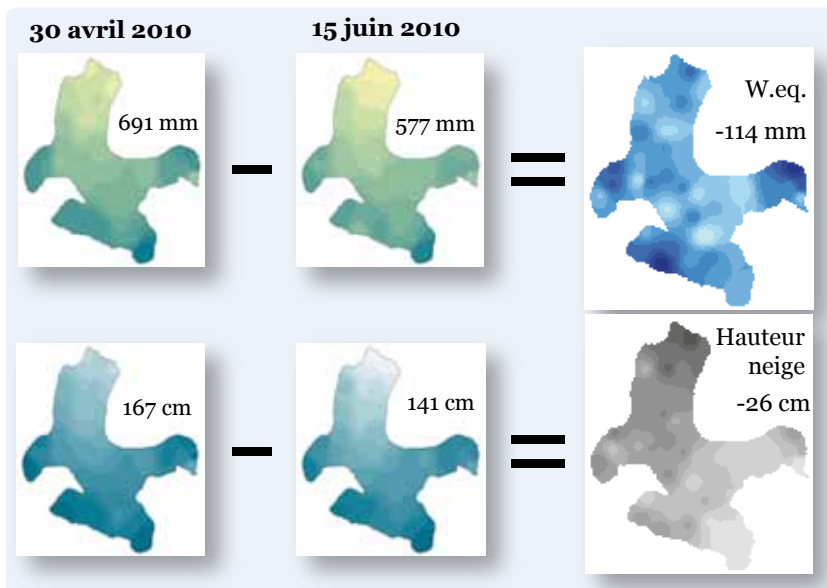 30 avril 2010
15 juin 2010
691 mm
577 mm
W.eq.
-114 mm
167 cm
141 cm
Hauteur
neige
-26 cm